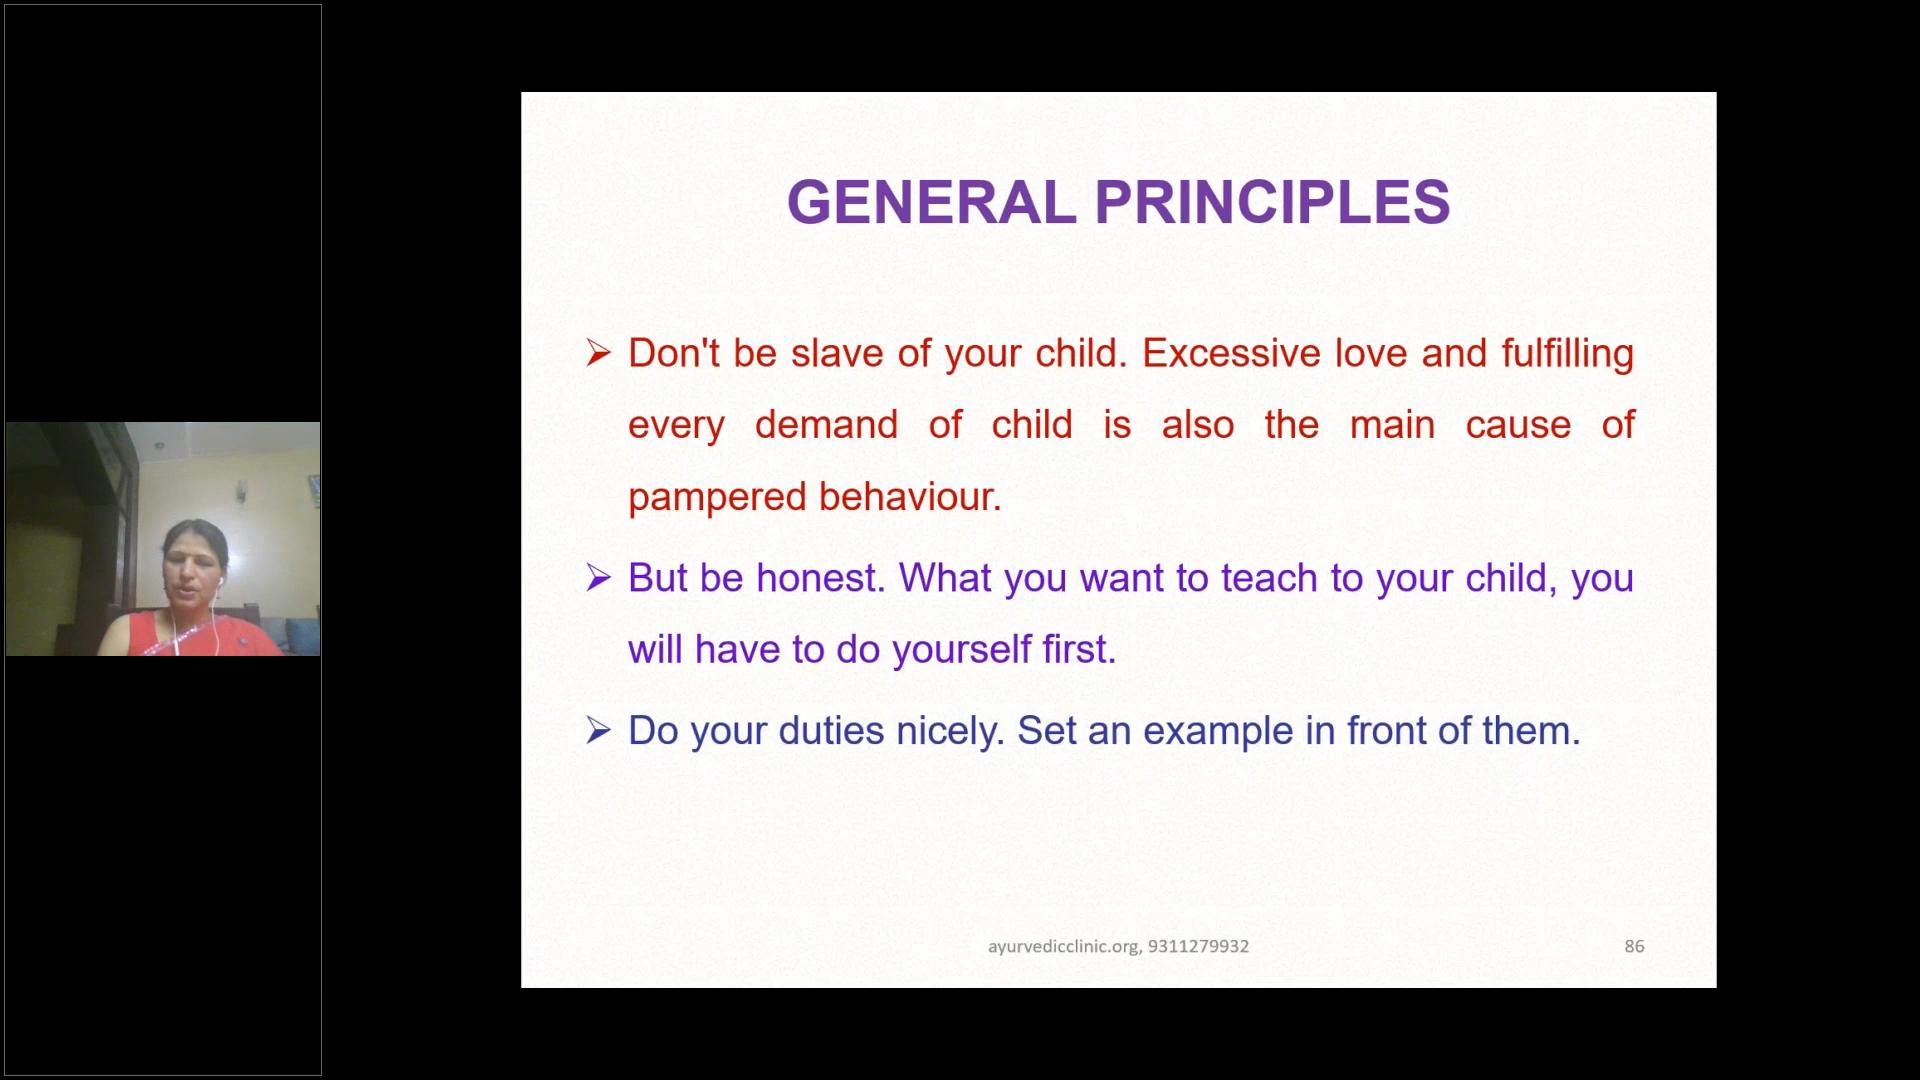 GENERAL PRINCIPLES
➢ Don't be slave of your child. Excessive love and fulfilling
every demand of child is also the main cause of
pampered behaviour.
➢ But be honest. What you want to teach to your child, you
will have to do yourself first.
➢ Do your duties nicely. Set an example in front of them.
ayurvedicclinic.org, 9311279932
86